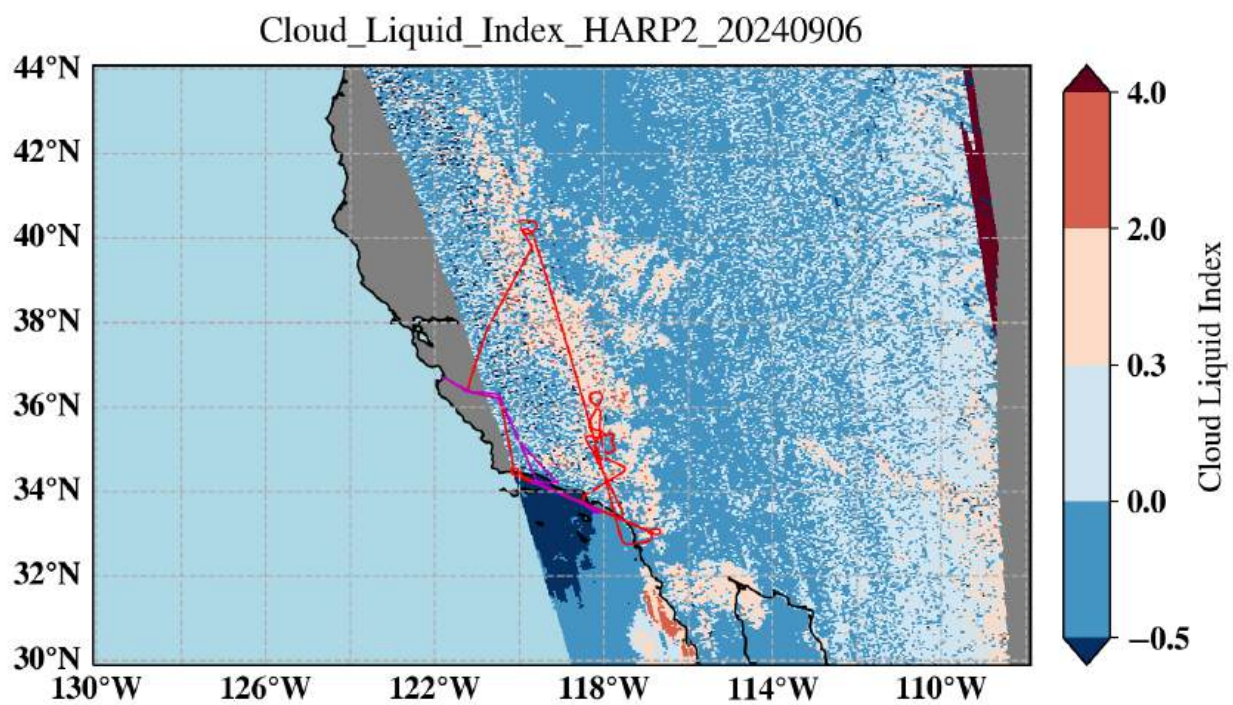 Cloud_Liquid_Index_HARP2_20240906
44°N
42°N
40°N
38°N
36°N
34°N
32°N
30°N
130°W 126°W 122°W 118°W 114°W 110°W
4.0
2.0
0.3
0.0
−0.5
Cloud Liquid Index